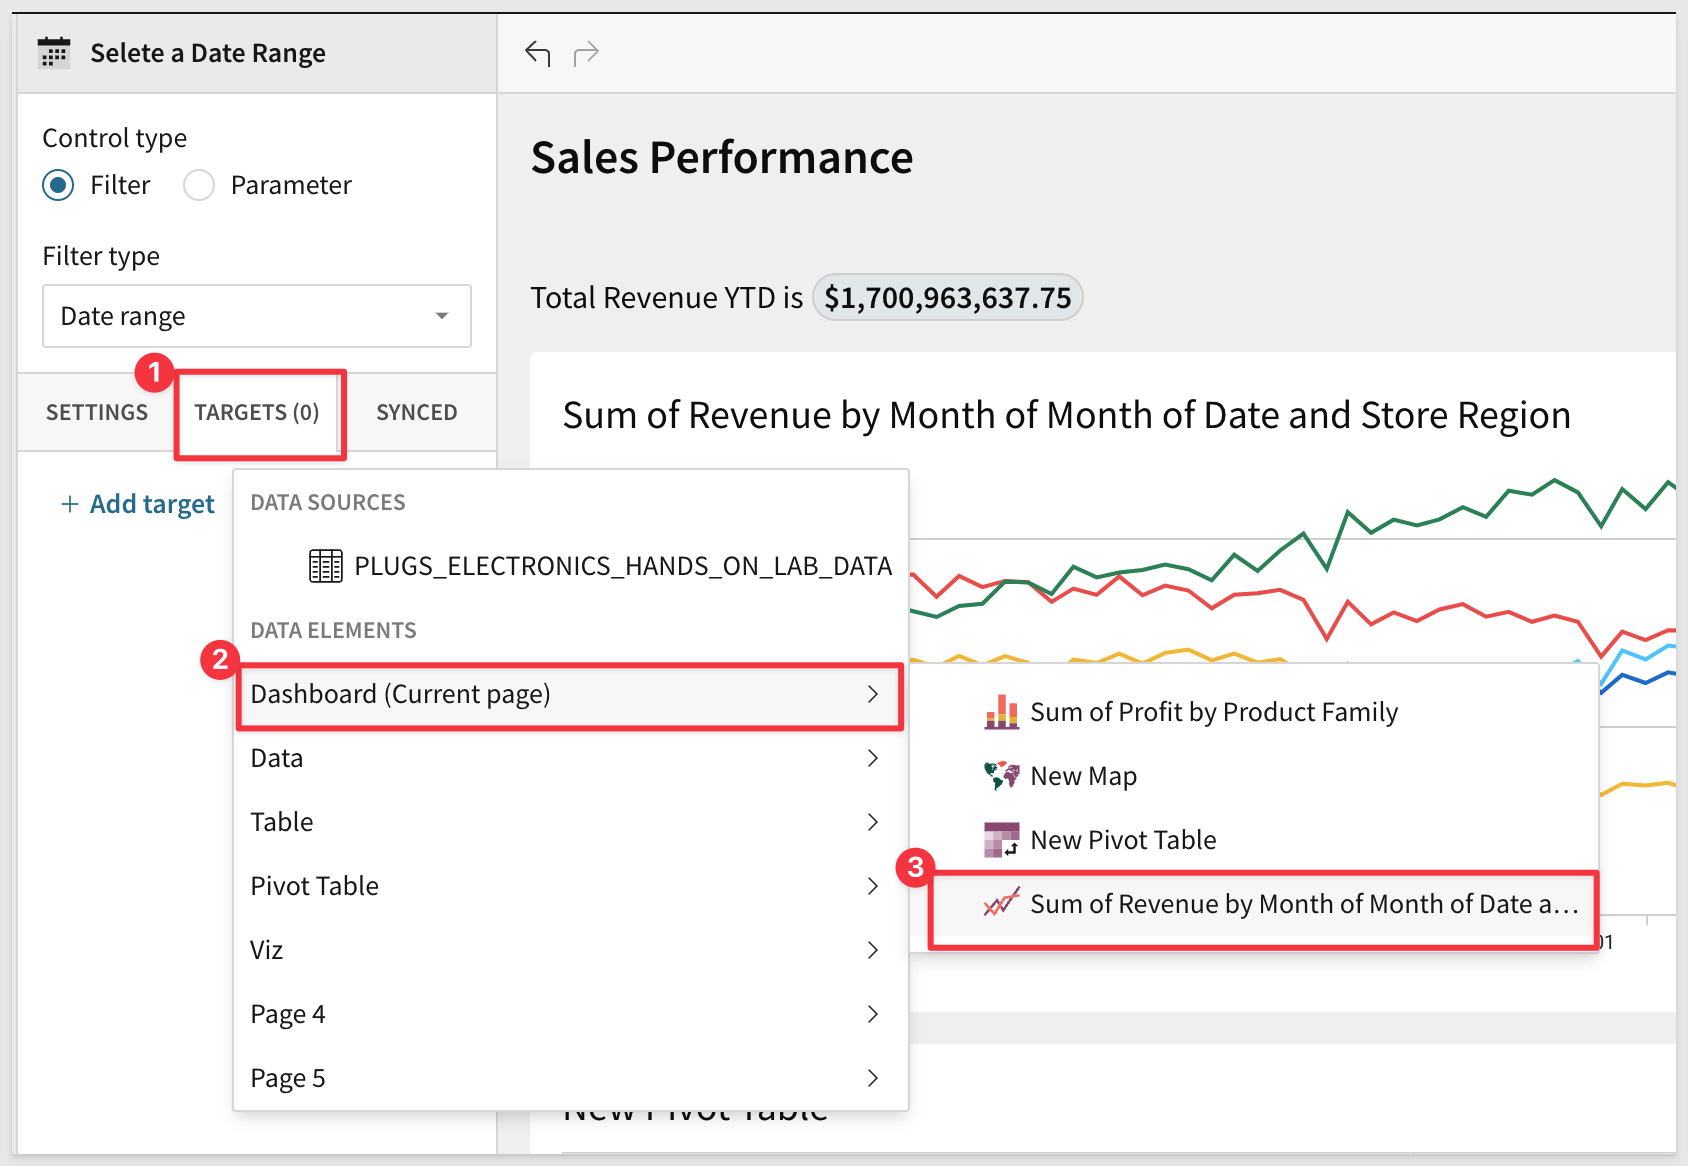 Selete a Date Range
Control type
Filter
Parameter
Filter type
Date range
1
SETTINGS
TARGETS (0)
SYNCED
+ Add target
DATA SOURCES
PLUGS_ELECTRONICS_HANDS_ON_LAB_DATA
DATA ELEMENTS
2
Dashboard (Current page)
Data
Table
Pivot Table
Viz
Page 4
Page 5
Sales Performance
Total Revenue YTD is $1,700,963,637.75
Sum of Revenue by Month of Month of Date and Store Region
Sum of Profit by Product Family
New Map
New Pivot Table
3
Sum of Revenue by Month of Month of Date a…
01
New Pivot Table